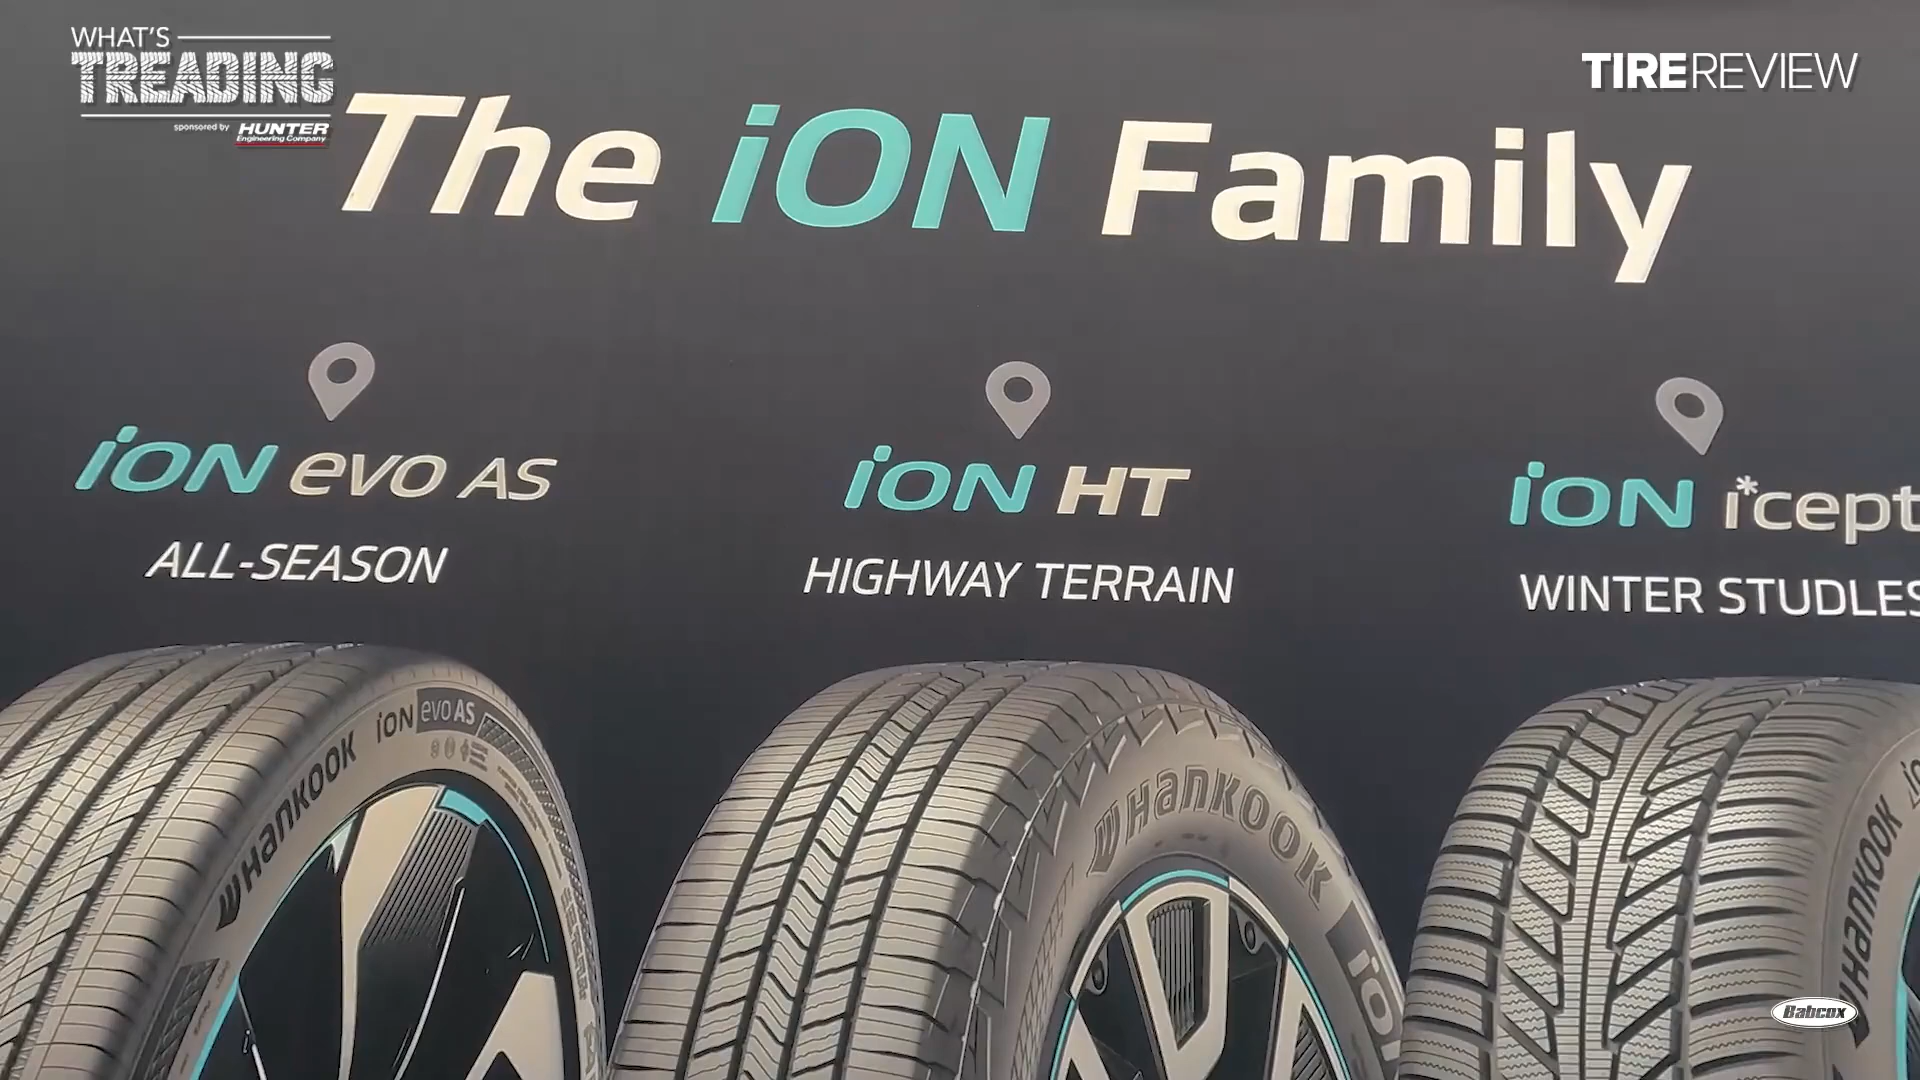 WHAT'S
TREADING
sponsored by HUNTER
Engineering Company
TIREREVIEW
The iON Family
iON evo AS
ALL-SEASON
iON HT
HIGHWAY TERRAIN
iON i*cept
WINTER STUDLES
HANKOOK iON evo AS
HANKOOK iON
HANKOOK
Babcox